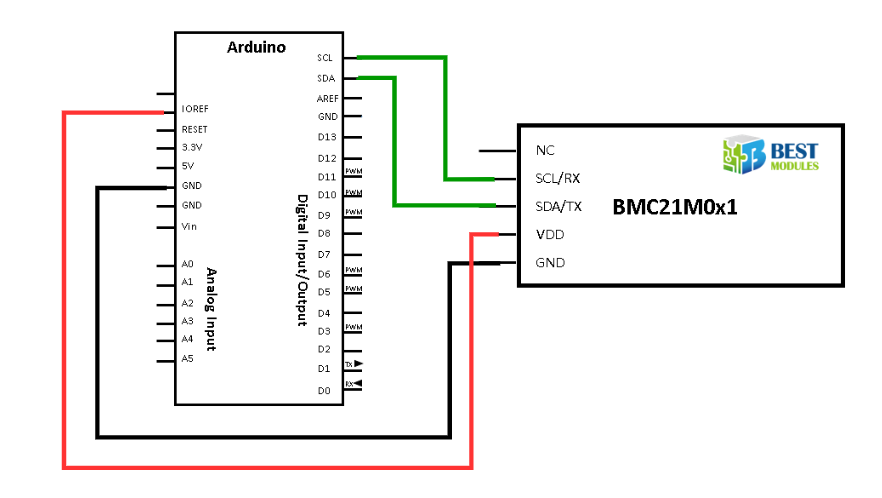 Arduino
SCL
SDA
AREF
GND
D13
D12
D11 PWM
D10 PWM
D9 PWM
D8
D7
D6 PWM
D5 PWM
D4
D3 PWM
D2
D1 TX
D0 RX
IOREF
RESET
3.3V
5V
GND
GND
Vin
A0
A1
A2
A3
A4
A5
Analog Input
Digital Input/Output
NC
SCL/RX
SDA/TX
VDD
GND
BMC21M0x1
BEST
MODULES